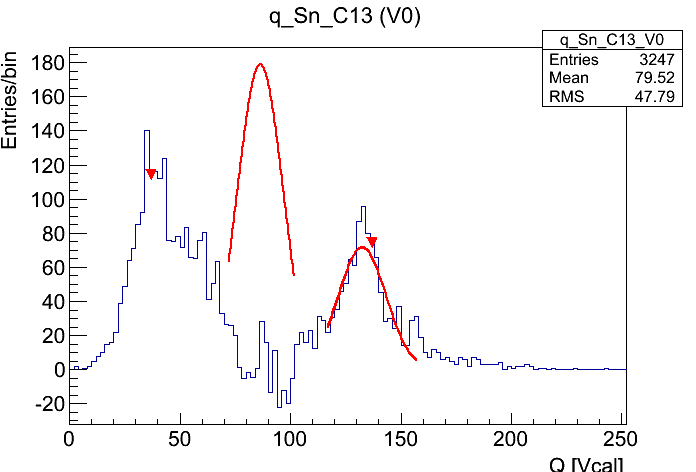 q_Sn_C13 (V0)
q_Sn_C13_V0
Entries 3247
Mean 79.52
RMS 47.79
Entries/bin
180
160
140
120
100
80
60
40
20
0
-20
0 50 100 150 200 250
Q [Vcal]